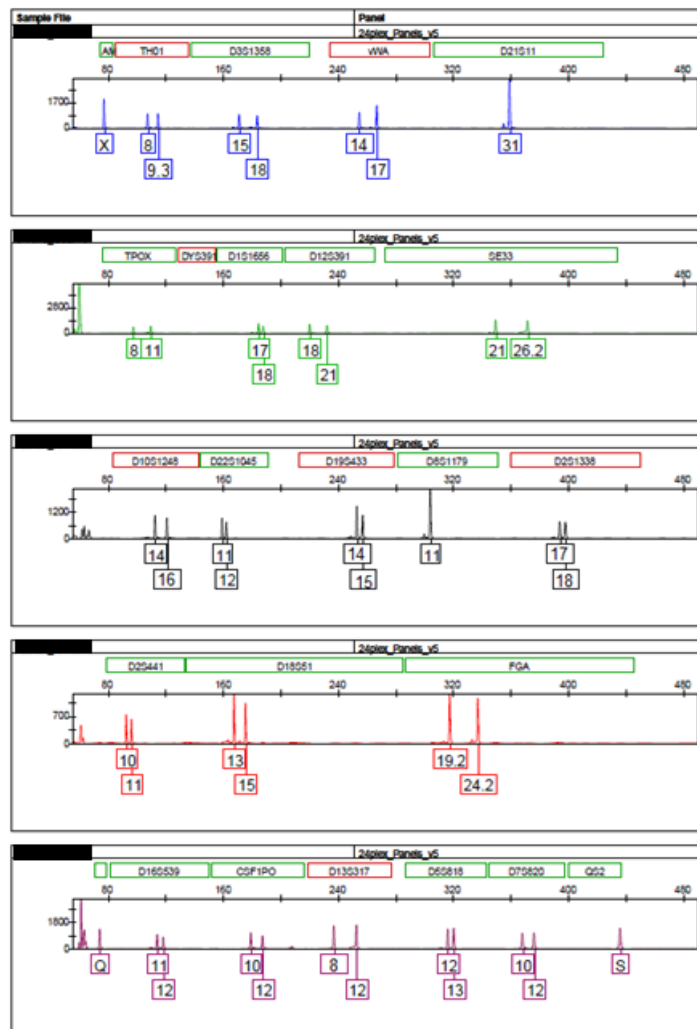 Sample File Panel
24plex_Panels_v5
AM TH01 D3S1358 vWA D21S11
80 160 240 320 400 480
1700
0
X 8 15 14 31
9.3 18 17
24plex_Panels_v5
TPOX DYS391 D1S1656 D12S391 SE33
80 160 240 320 400 480
2800
0
8 11 17 18 21 26.2
18 21
24plex_Panels_v5
D10S1248 D22S1045 D19S433 D8S1179 D2S1338
80 160 240 320 400 480
1200
0
14 11 14 11 17
16 12 15 18
24plex_Panels_v5
D2S441 D18S51 FGA
80 160 240 320 400 480
700
0
10 13 19.2
11 15 24.2
24plex_Panels_v5
D16S539 CSF1PO D13S317 D5S818 D7S820 QS2
80 160 240 320 400 480
1800
0
Q 11 10 8 12 10 S
12 12 12 13 12